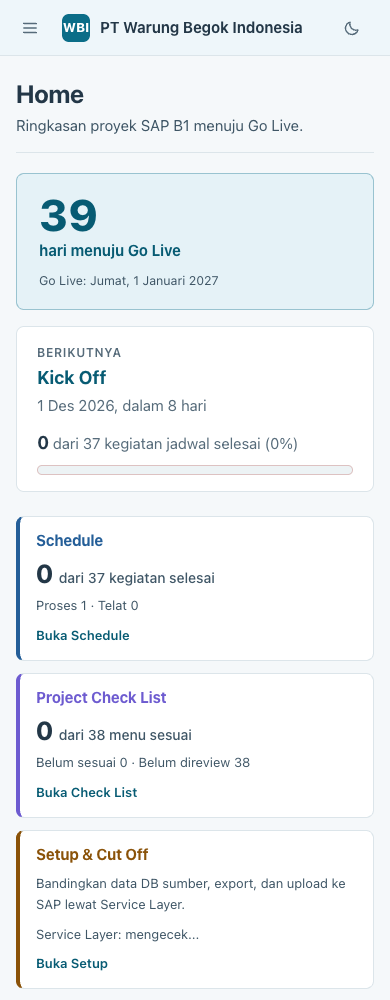 WBI PT Warung Begok Indonesia
Home
Ringkasan proyek SAP B1 menuju Go Live.
39
hari menuju Go Live
Go Live: Jumat, 1 Januari 2027
BERIKUTNYA
Kick Off
1 Des 2026, dalam 8 hari
0 dari 37 kegiatan jadwal selesai (0%)
Schedule
0 dari 37 kegiatan selesai
Proses 1 · Telat 0
Buka Schedule
Project Check List
0 dari 38 menu sesuai
Belum sesuai 0 · Belum direview 38
Buka Check List
Setup & Cut Off
Bandingkan data DB sumber, export, dan upload ke
SAP lewat Service Layer.
Service Layer: mengecek...
Buka Setup